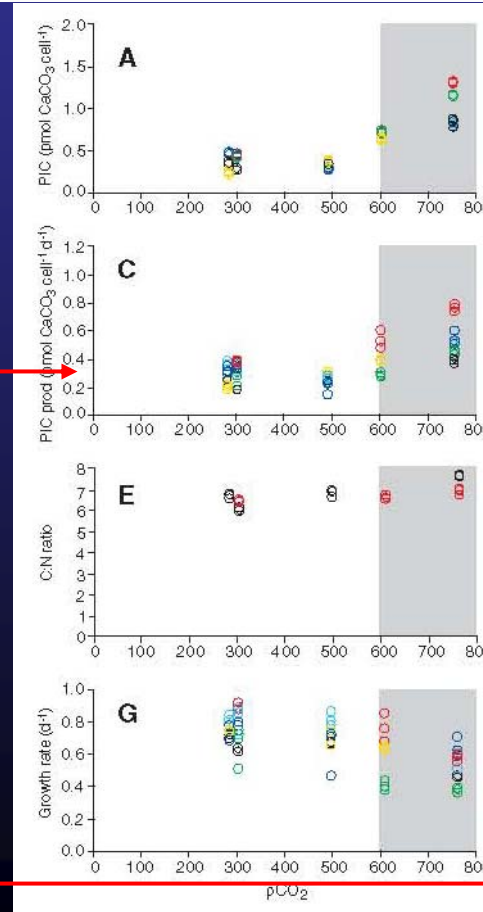 A
PIC (pmol CaCO₃ cell⁻¹)
2.0
1.5
1.0
0.5
0.0
0 100 200 300 400 500 600 700 80
C
PIC prod (pmol CaCO₃ cell⁻¹ d⁻¹)
1.2
1.0
0.8
0.6
0.4
0.2
0.0
0 100 200 300 400 500 600 700 80
E
C:N ratio
8
7
6
5
4
3
2
1
0
0 100 200 300 400 500 600 700 80
G
Growth rate (d⁻¹)
1.0
0.8
0.6
0.4
0.2
0.0
0 100 200 300 400 500 600 700 80
pCO₂